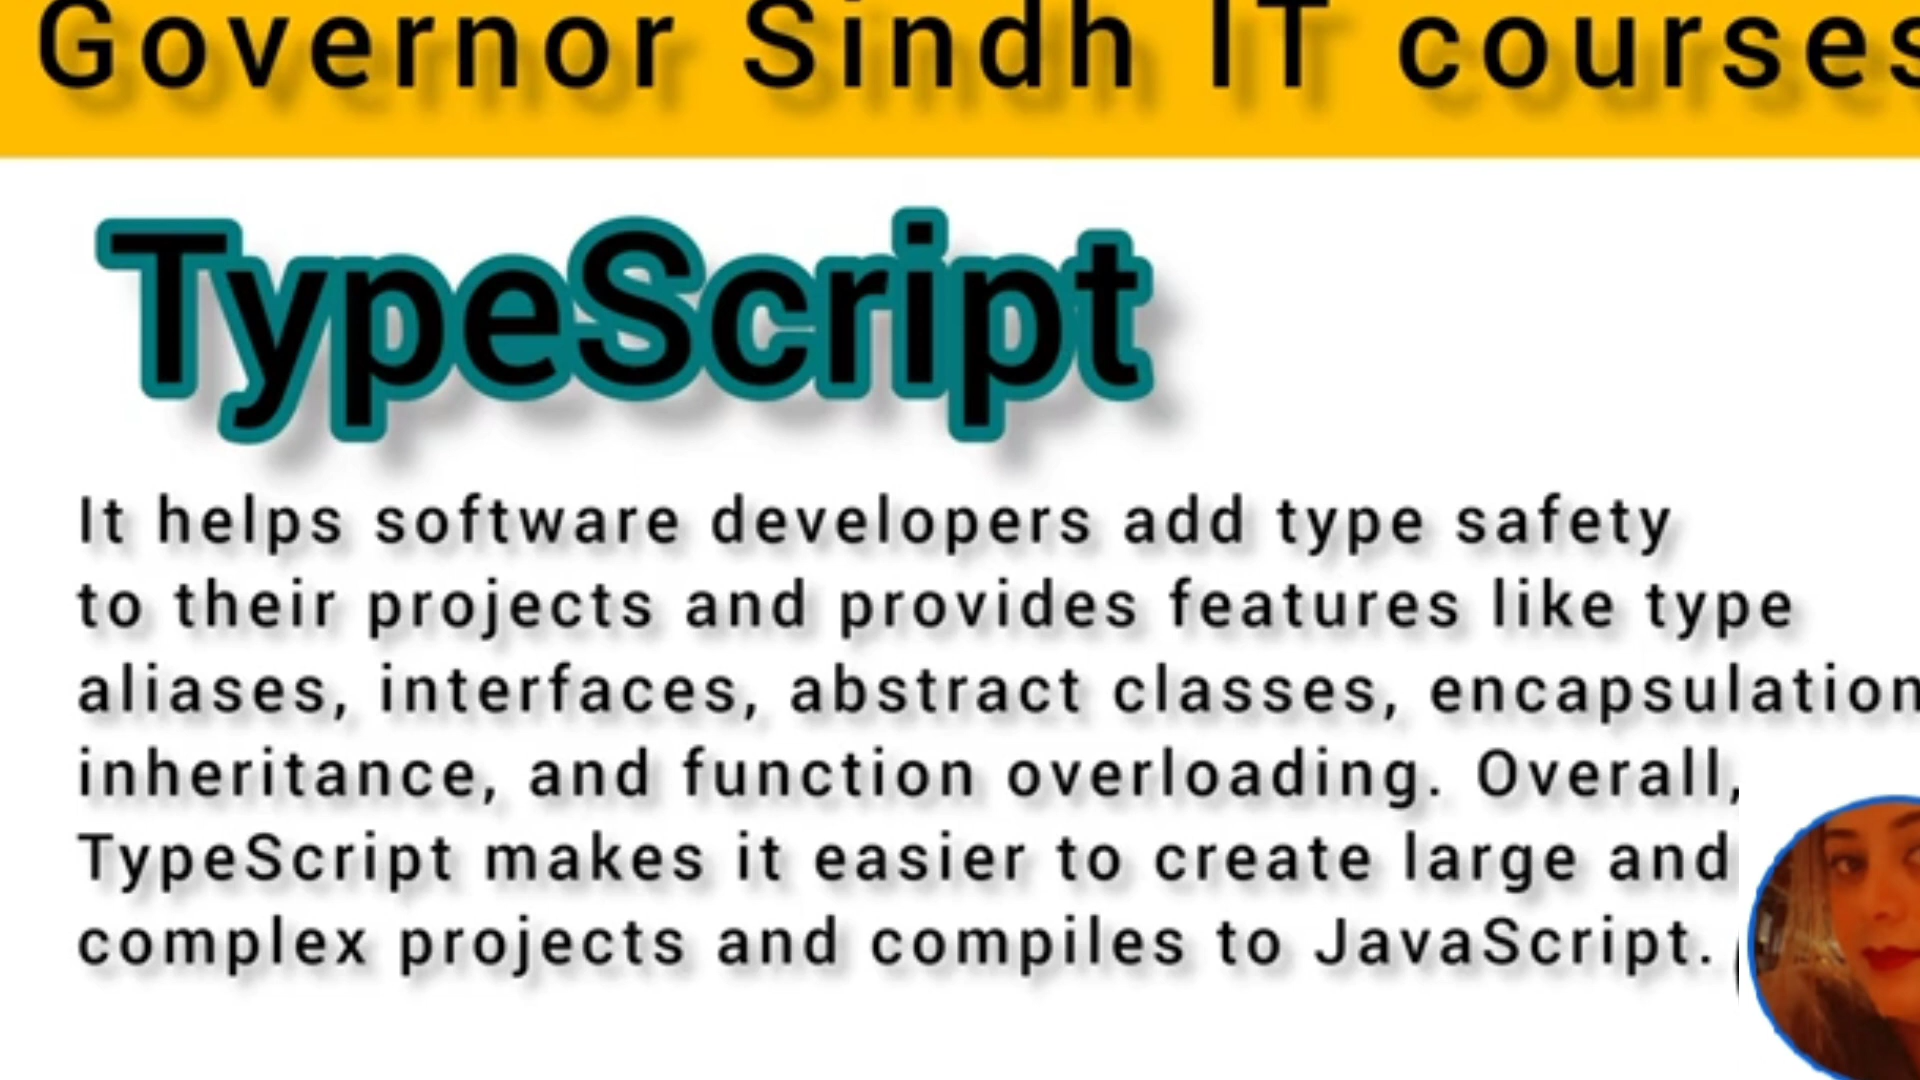 Governor Sindh IT courses
TypeScript
It helps software developers add type safety
to their projects and provides features like type
aliases, interfaces, abstract classes, encapsulation
inheritance, and function overloading. Overall,
TypeScript makes it easier to create large and
complex projects and compiles to JavaScript.